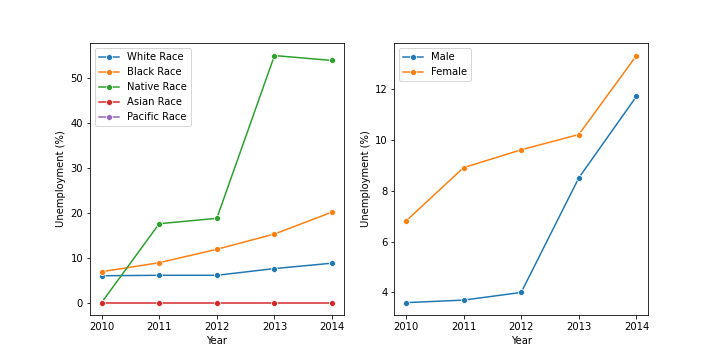 White Race
Black Race
Native Race
Asian Race
Pacific Race
50
40
30
20
10
0
Unemployment (%)
2010 2011 2012 2013 2014
Year
Male
Female
12
10
8
6
4
Unemployment (%)
2010 2011 2012 2013 2014
Year